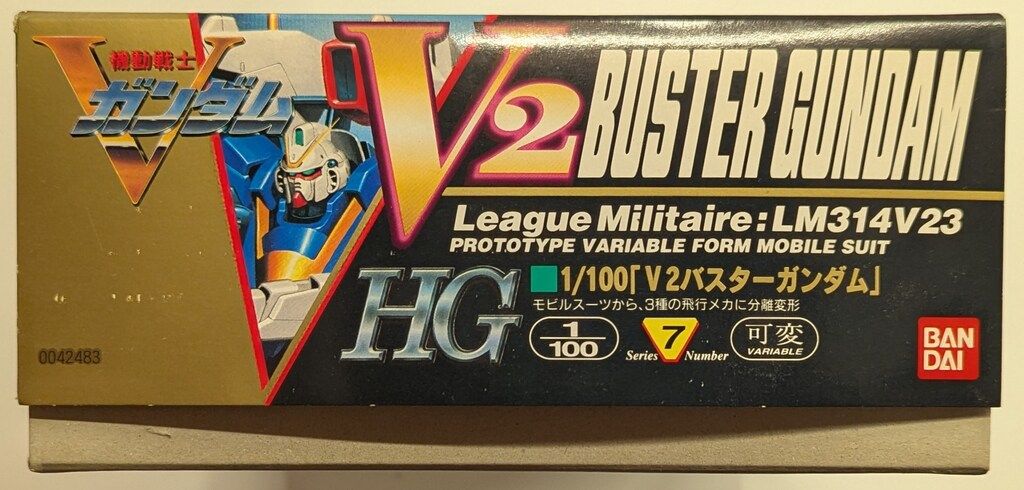 機動戦士
V
ガンダム
V2 BUSTER GUNDAM
League Militaire:LM314V23
PROTOTYPE VARIABLE FORM MOBILE SUIT
HG
1/100「V2バスターガンダム」
モビルスーツから、3種の飛行メカに分離変形
1/100
Series 7 Number
可変
VARIABLE
BAN
DAI
0042483